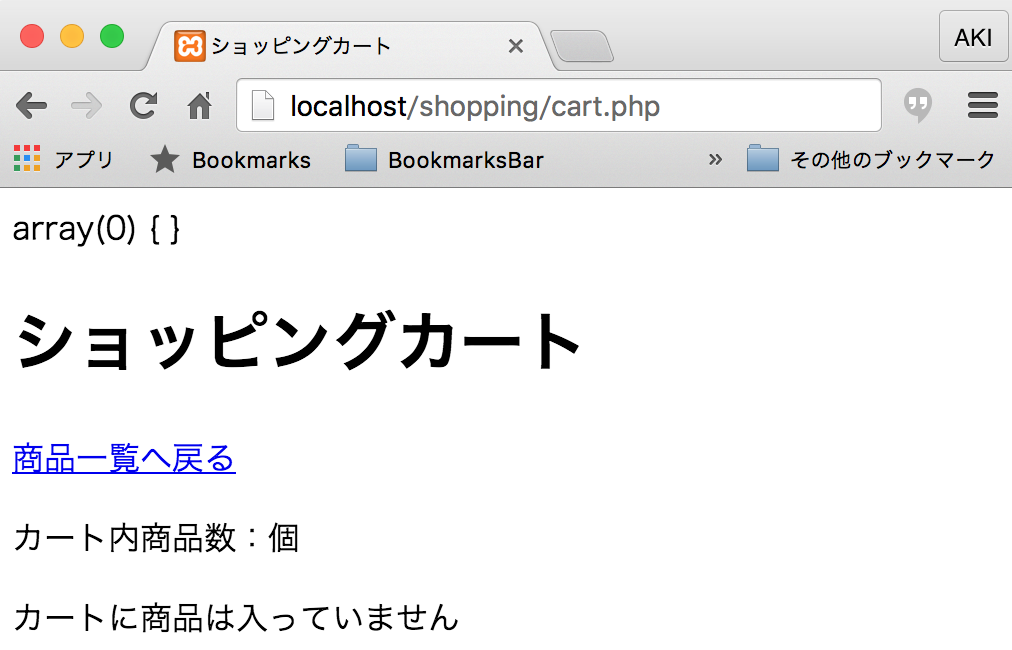 ショッピングカート
AKI
localhost/shopping/cart.php
アプリ Bookmarks BookmarksBar » その他のブックマーク
array(0) { }
ショッピングカート
商品一覧へ戻る
カート内商品数：個
カートに商品は入っていません